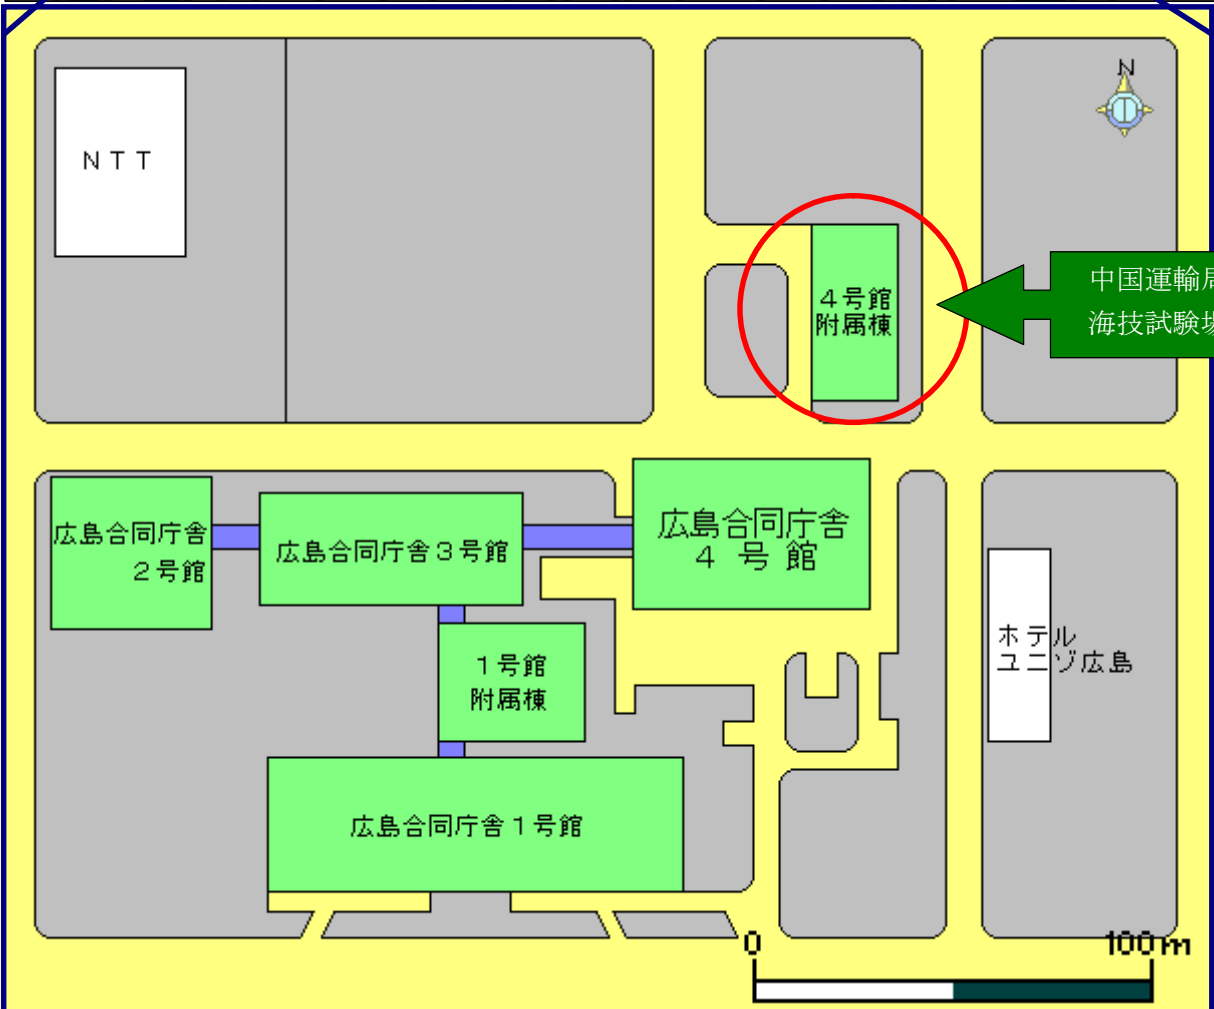 N
ＮＴＴ
中国運輸局
海技試験場
４号館
附属棟
広島合同庁舎
２号館
広島合同庁舎３号館
広島合同庁舎
４号館
１号館
附属棟
ホテル
ユニゾ広島
広島合同庁舎１号館
0
100m